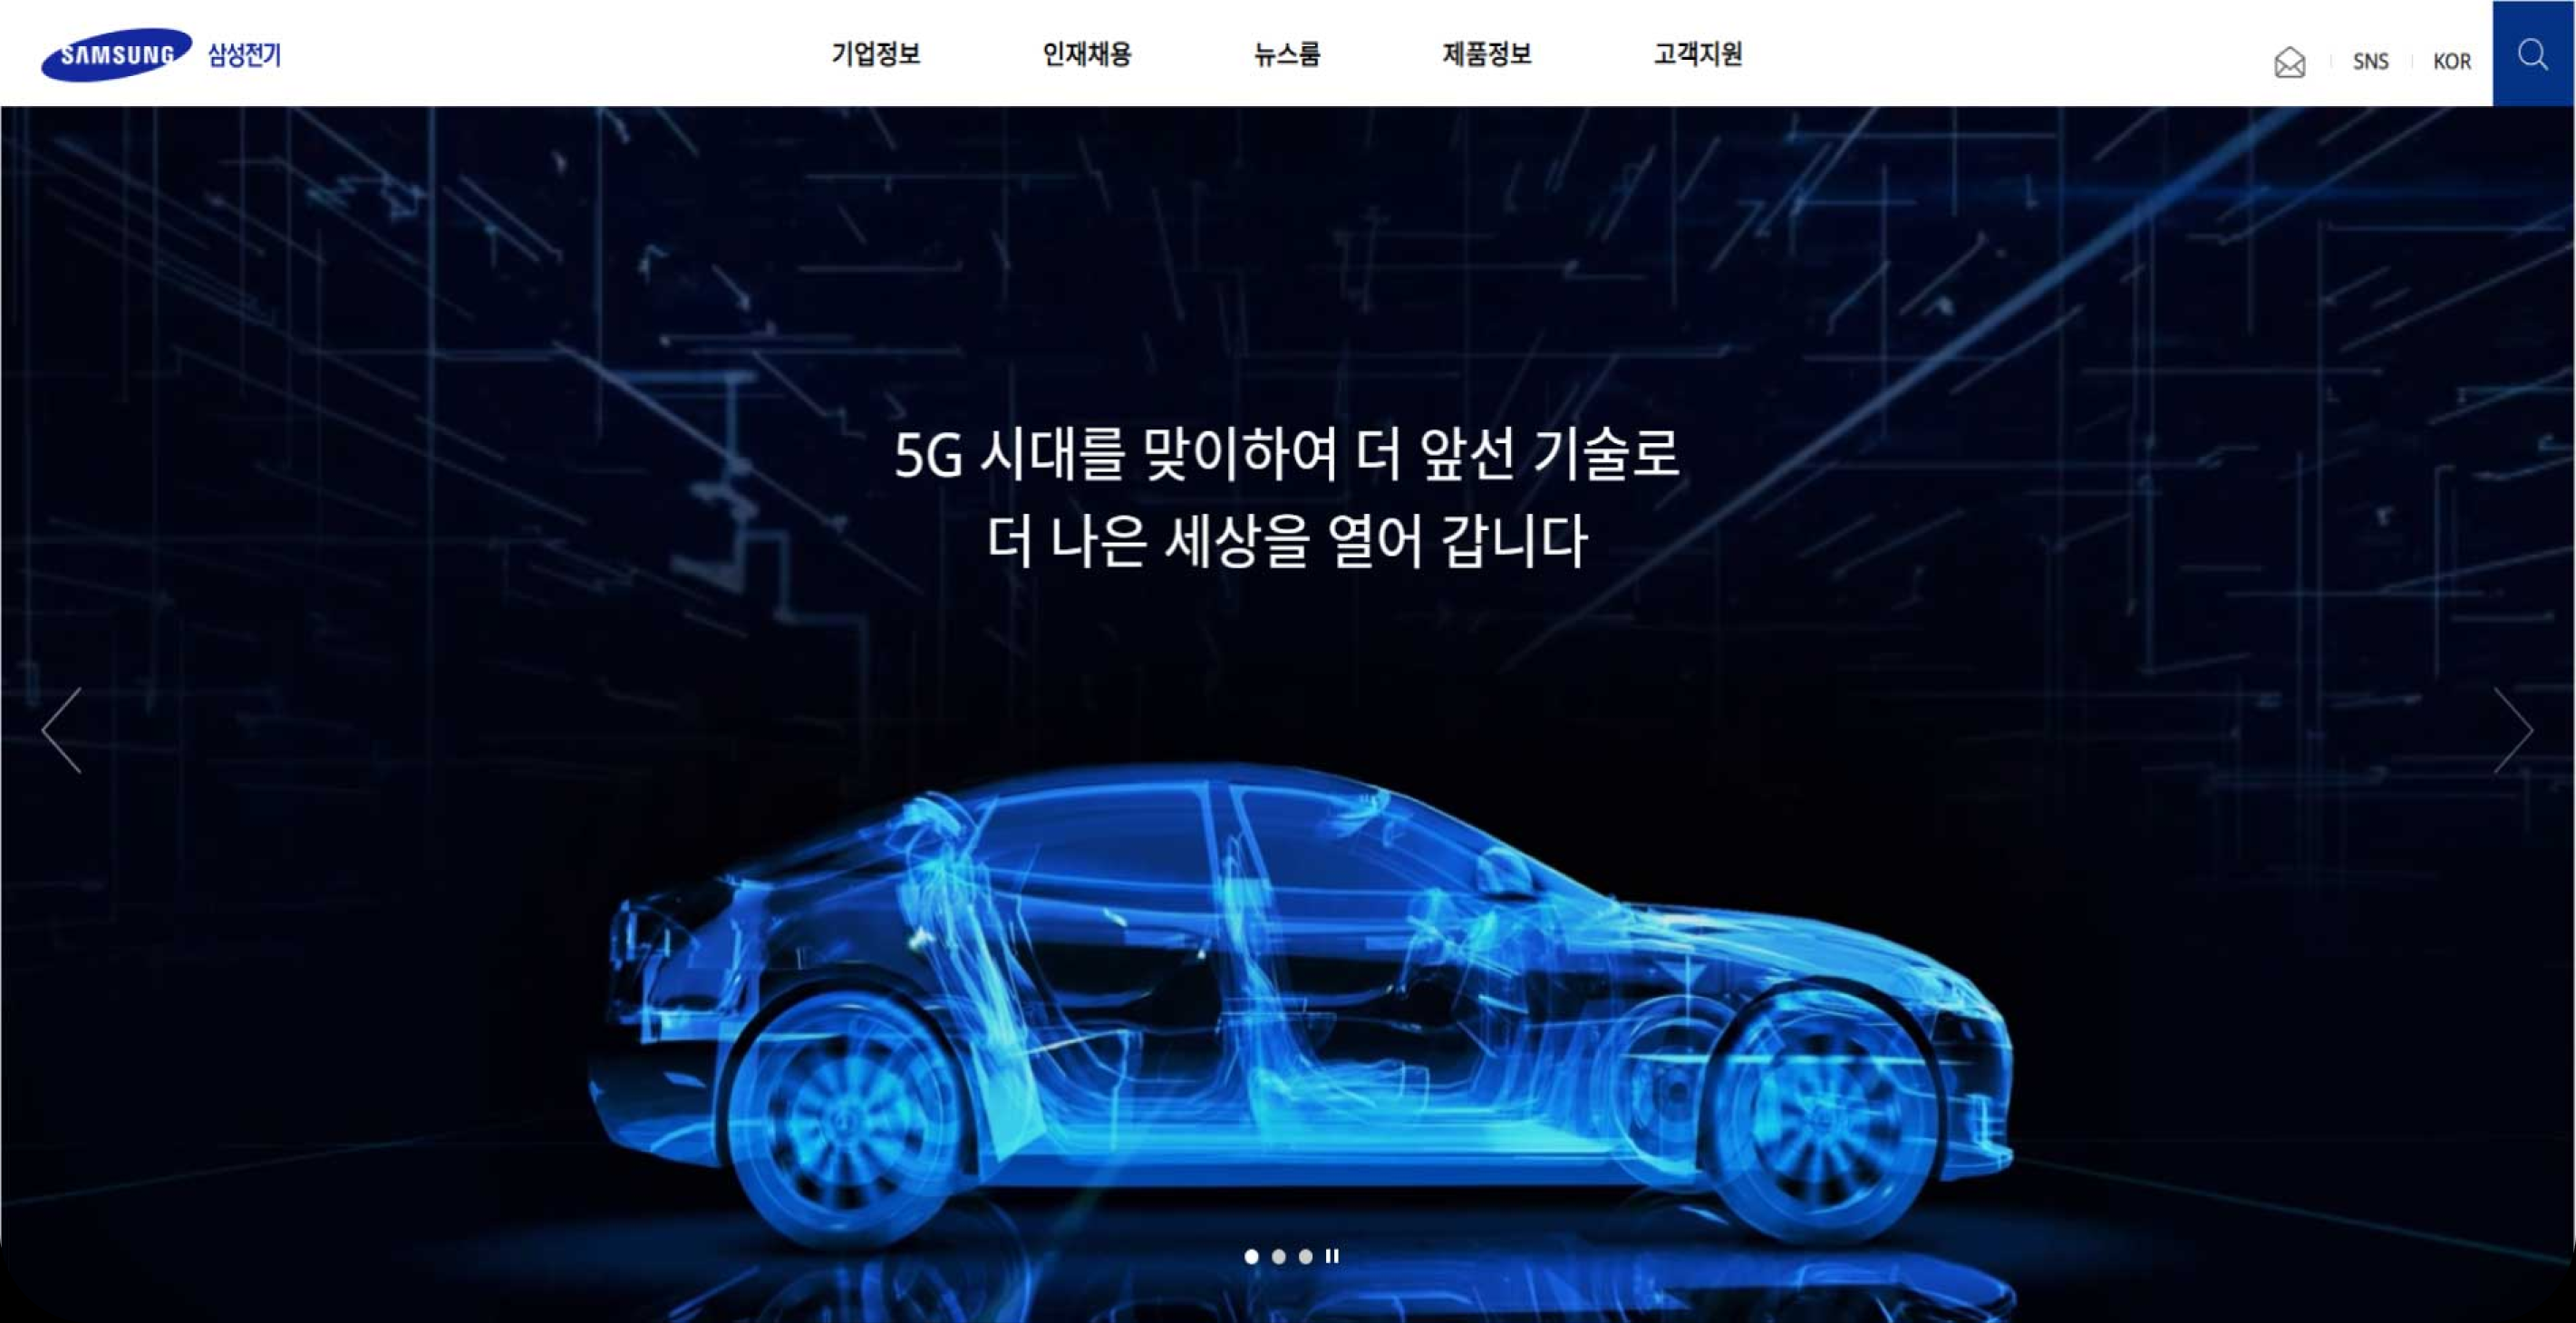 SAMSUNG 삼성전기
기업정보 인재채용 뉴스룸 제품정보 고객지원
SNS KOR
5G 시대를 맞이하여 더 앞선 기술로
더 나은 세상을 열어 갑니다